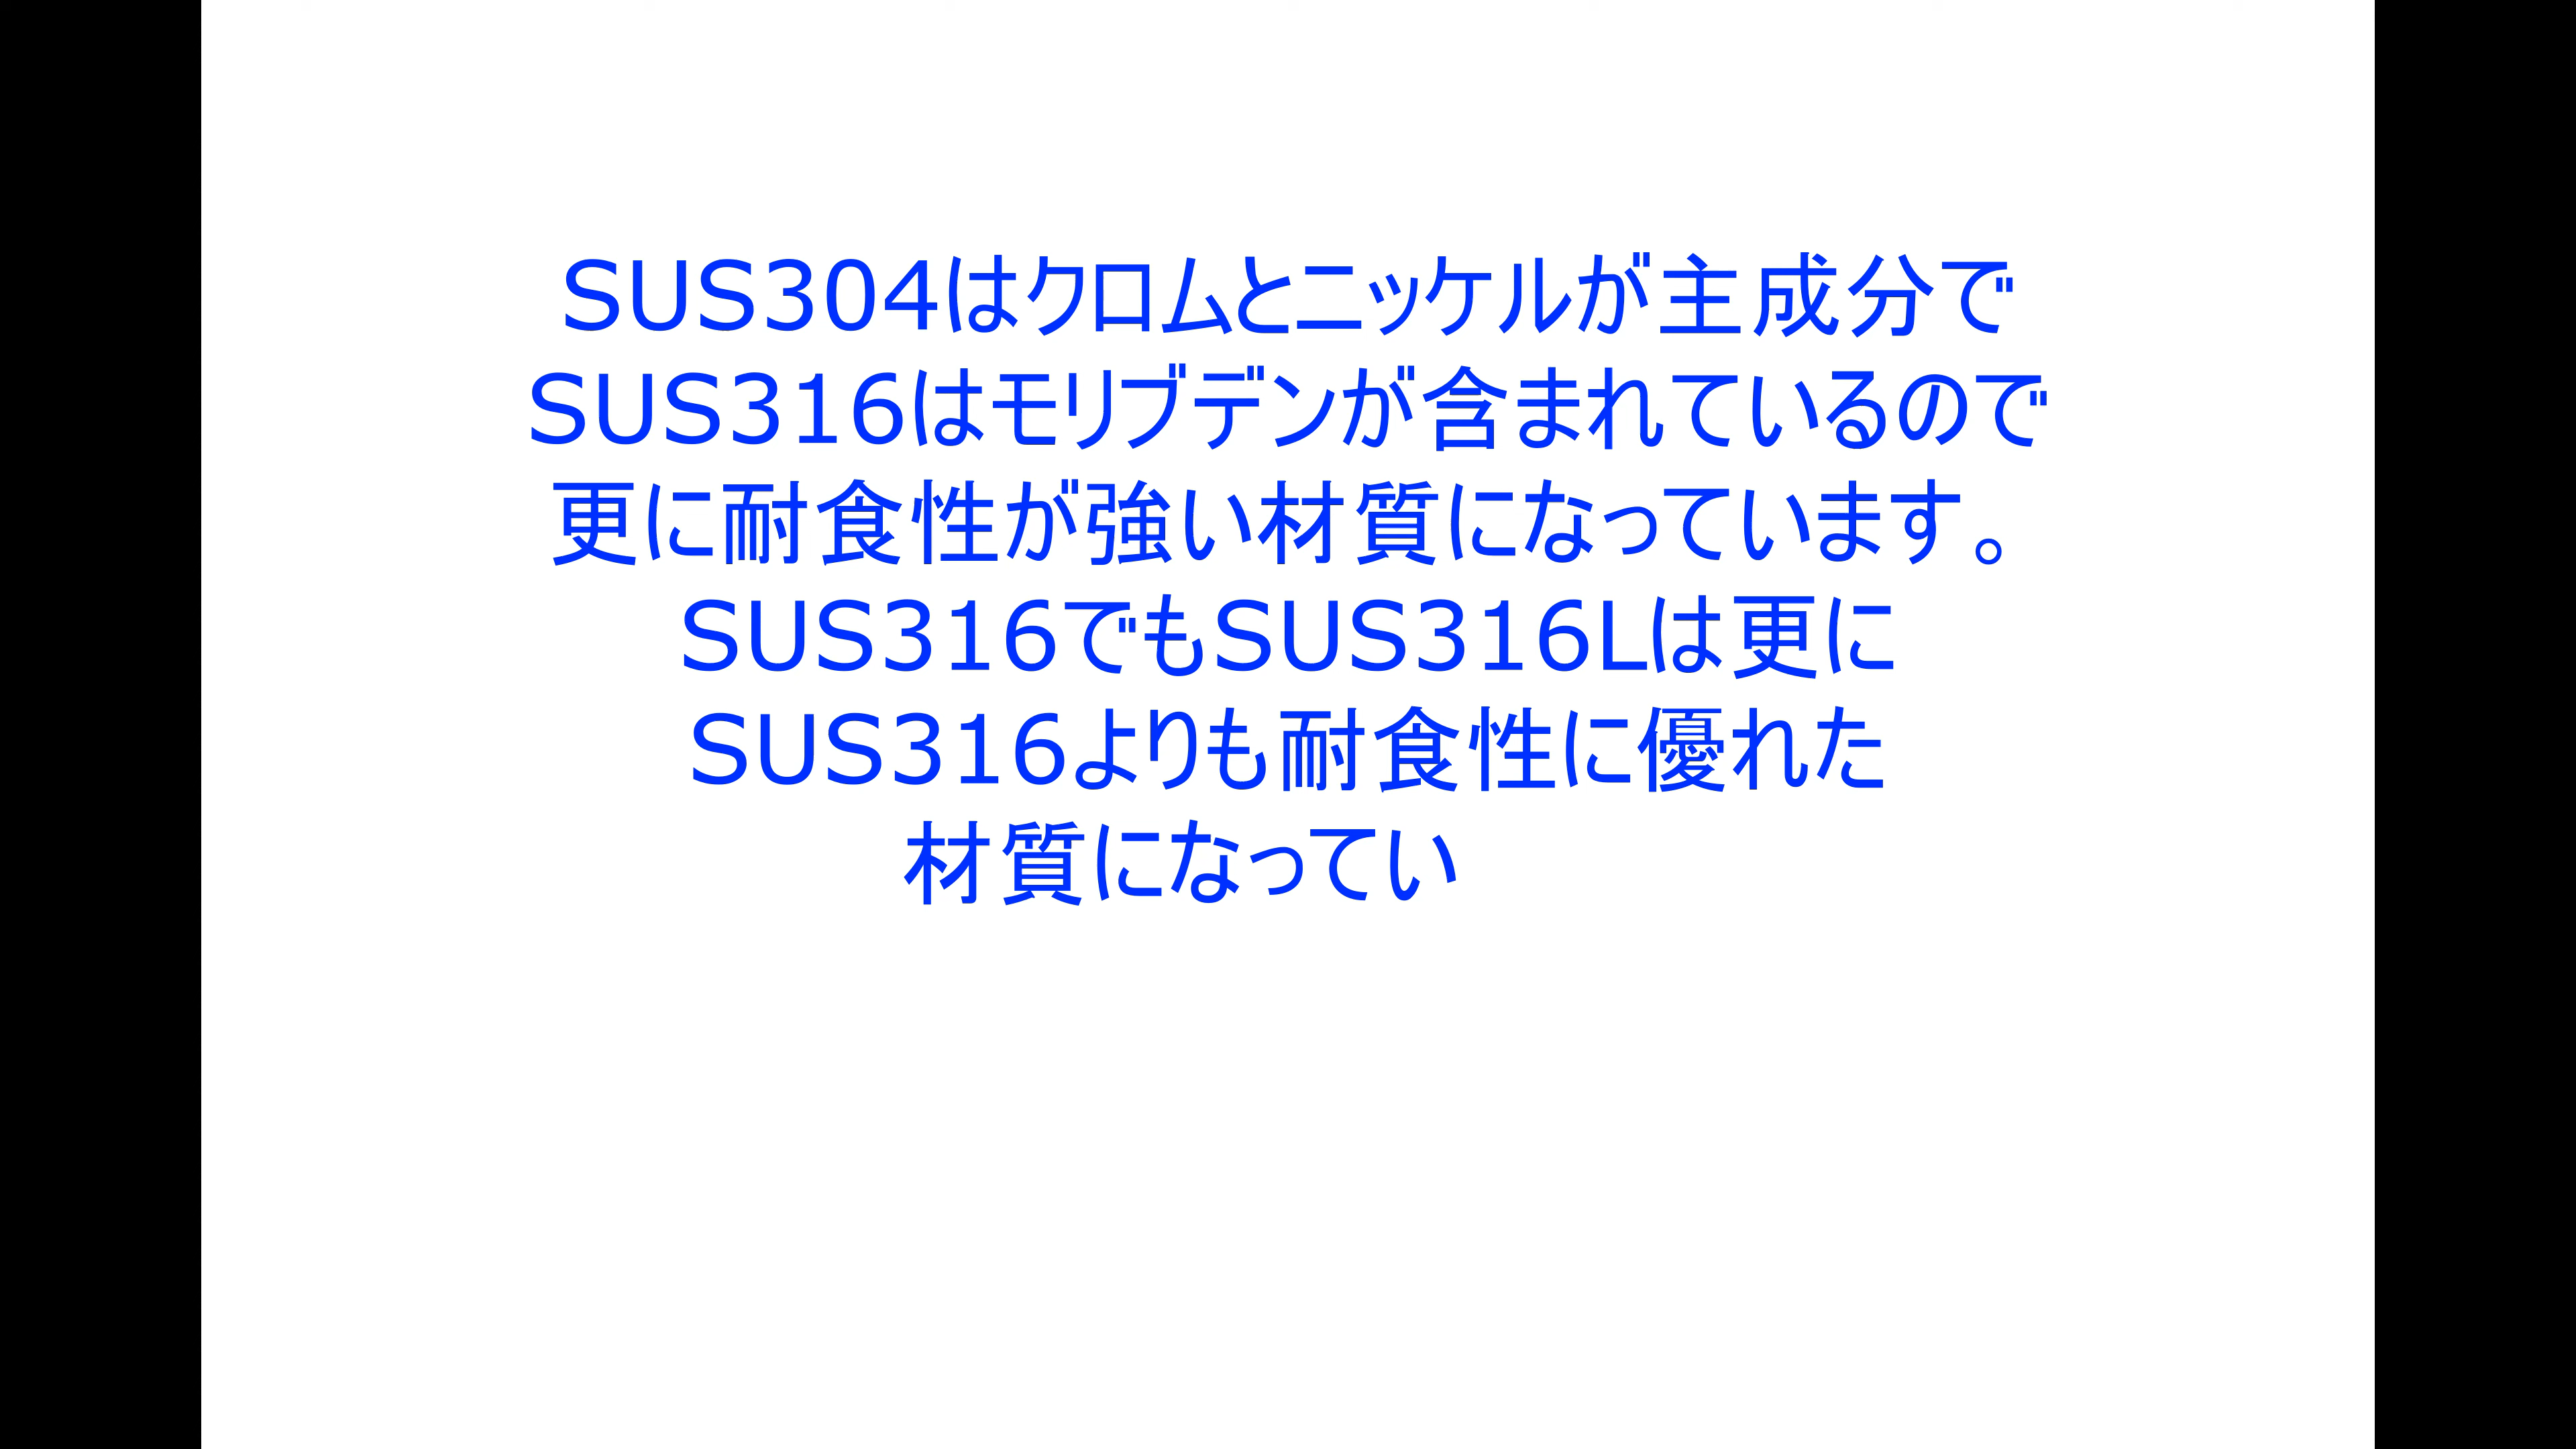 SUS304はクロムとニッケルが主成分で
SUS316はモリブデンが含まれているので
更に耐食性が強い材質になっています。
SUS316でもSUS316Lは更に
SUS316よりも耐食性に優れた
材質になってい